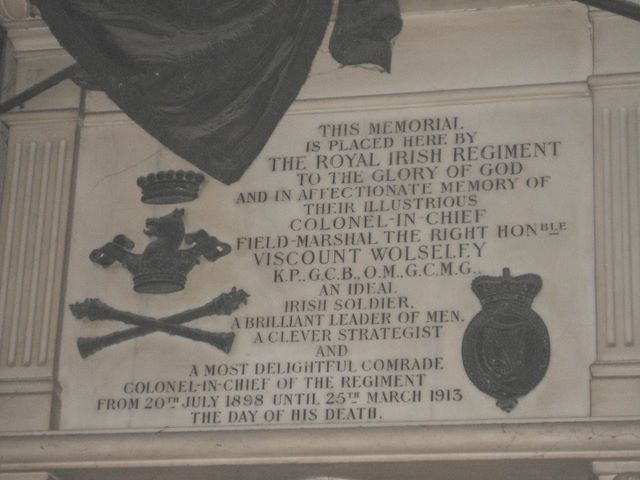 THIS MEMORIAL
IS PLACED HERE BY
THE ROYAL IRISH REGIMENT
TO THE GLORY OF GOD
AND IN AFFECTIONATE MEMORY OF
THEIR ILLUSTRIOUS
COLONEL-IN-CHIEF
FIELD-MARSHAL THE RIGHT HONBLE
VISCOUNT WOLSELEY
K.P., G.C.B., O.M., G.C.M.G.,
AN IDEAL
IRISH SOLDIER,
A BRILLIANT LEADER OF MEN,
A CLEVER STRATEGIST
AND
A MOST DELIGHTFUL COMRADE
COLONEL-IN-CHIEF OF THE REGIMENT
FROM 20TH JULY 1898 UNTIL 25TH MARCH 1913
THE DAY OF HIS DEATH.